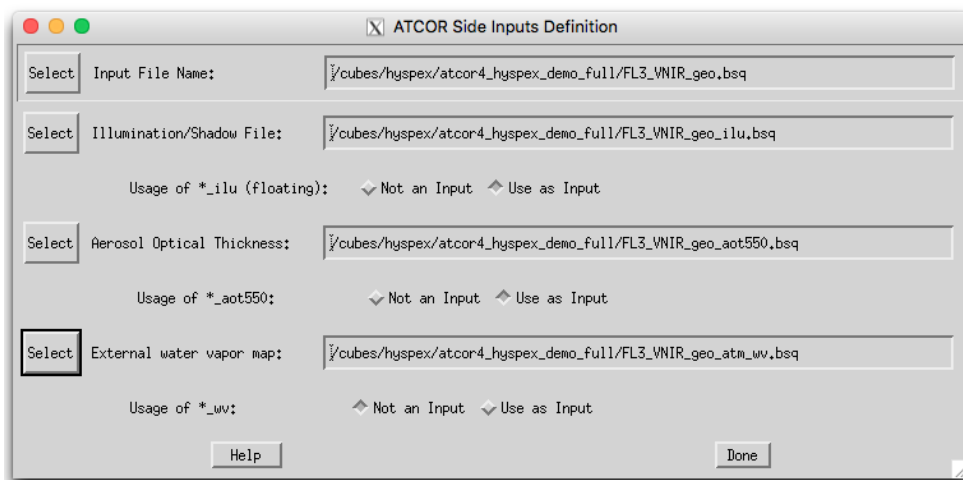 ATCOR Side Inputs Definition
Select Input File Name: /cubes/hyspex/atcor4_hyspex_demo_full/FL3_VNIR_geo.bsq
Select Illumination/Shadow File: /cubes/hyspex/atcor4_hyspex_demo_full/FL3_VNIR_geo_ilu.bsq
Usage of *_ilu (floating): Not an Input Use as Input
Select Aerosol Optical Thickness: /cubes/hyspex/atcor4_hyspex_demo_full/FL3_VNIR_geo_aot550.bsq
Usage of *_aot550: Not an Input Use as Input
Select External water vapor map: /cubes/hyspex/atcor4_hyspex_demo_full/FL3_VNIR_geo_atm_wv.bsq
Usage of *_wv: Not an Input Use as Input
Help Done